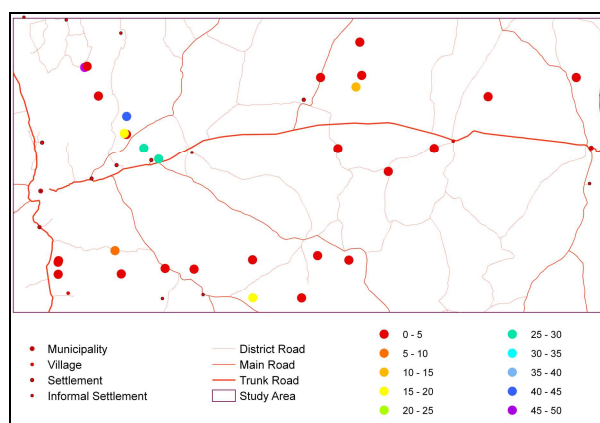 Municipality
Village
Settlement
Informal Settlement
District Road
Main Road
Trunk Road
Study Area
0 - 5
5 - 10
10 - 15
15 - 20
20 - 25
25 - 30
30 - 35
35 - 40
40 - 45
45 - 50